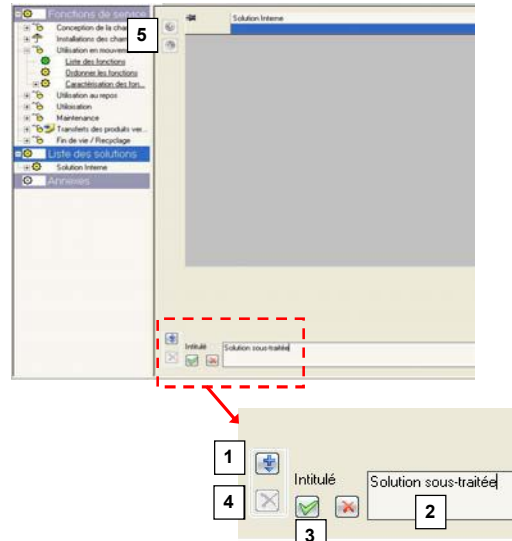 Fonctions de service
Conception de la cha
Installations des cham
Utilisation en mouvem
Liste des fonctions
Ordonner les fonctions
Caractérisation des fon...
Utilisation au repos
Utilisation
Maintenance
Transferts des produits ver...
Fin de vie / Recyclage
Liste des solutions
Solution Interne
Annexes
5
Solution Interne
Intitulé
Solution sous-traitée
1
4
Intitulé
Solution sous-traitée
2
3